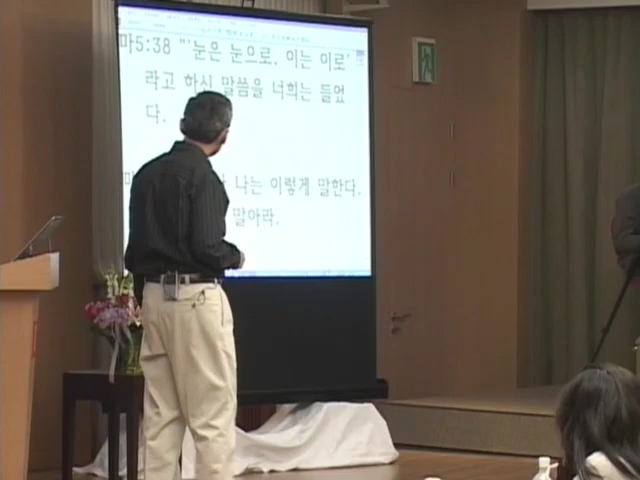 마5:38 "'눈은 눈으로, 이는 이로'
라고 하신 말씀을 너희는 들었
다.
나는 이렇게 말한다.
말아라.